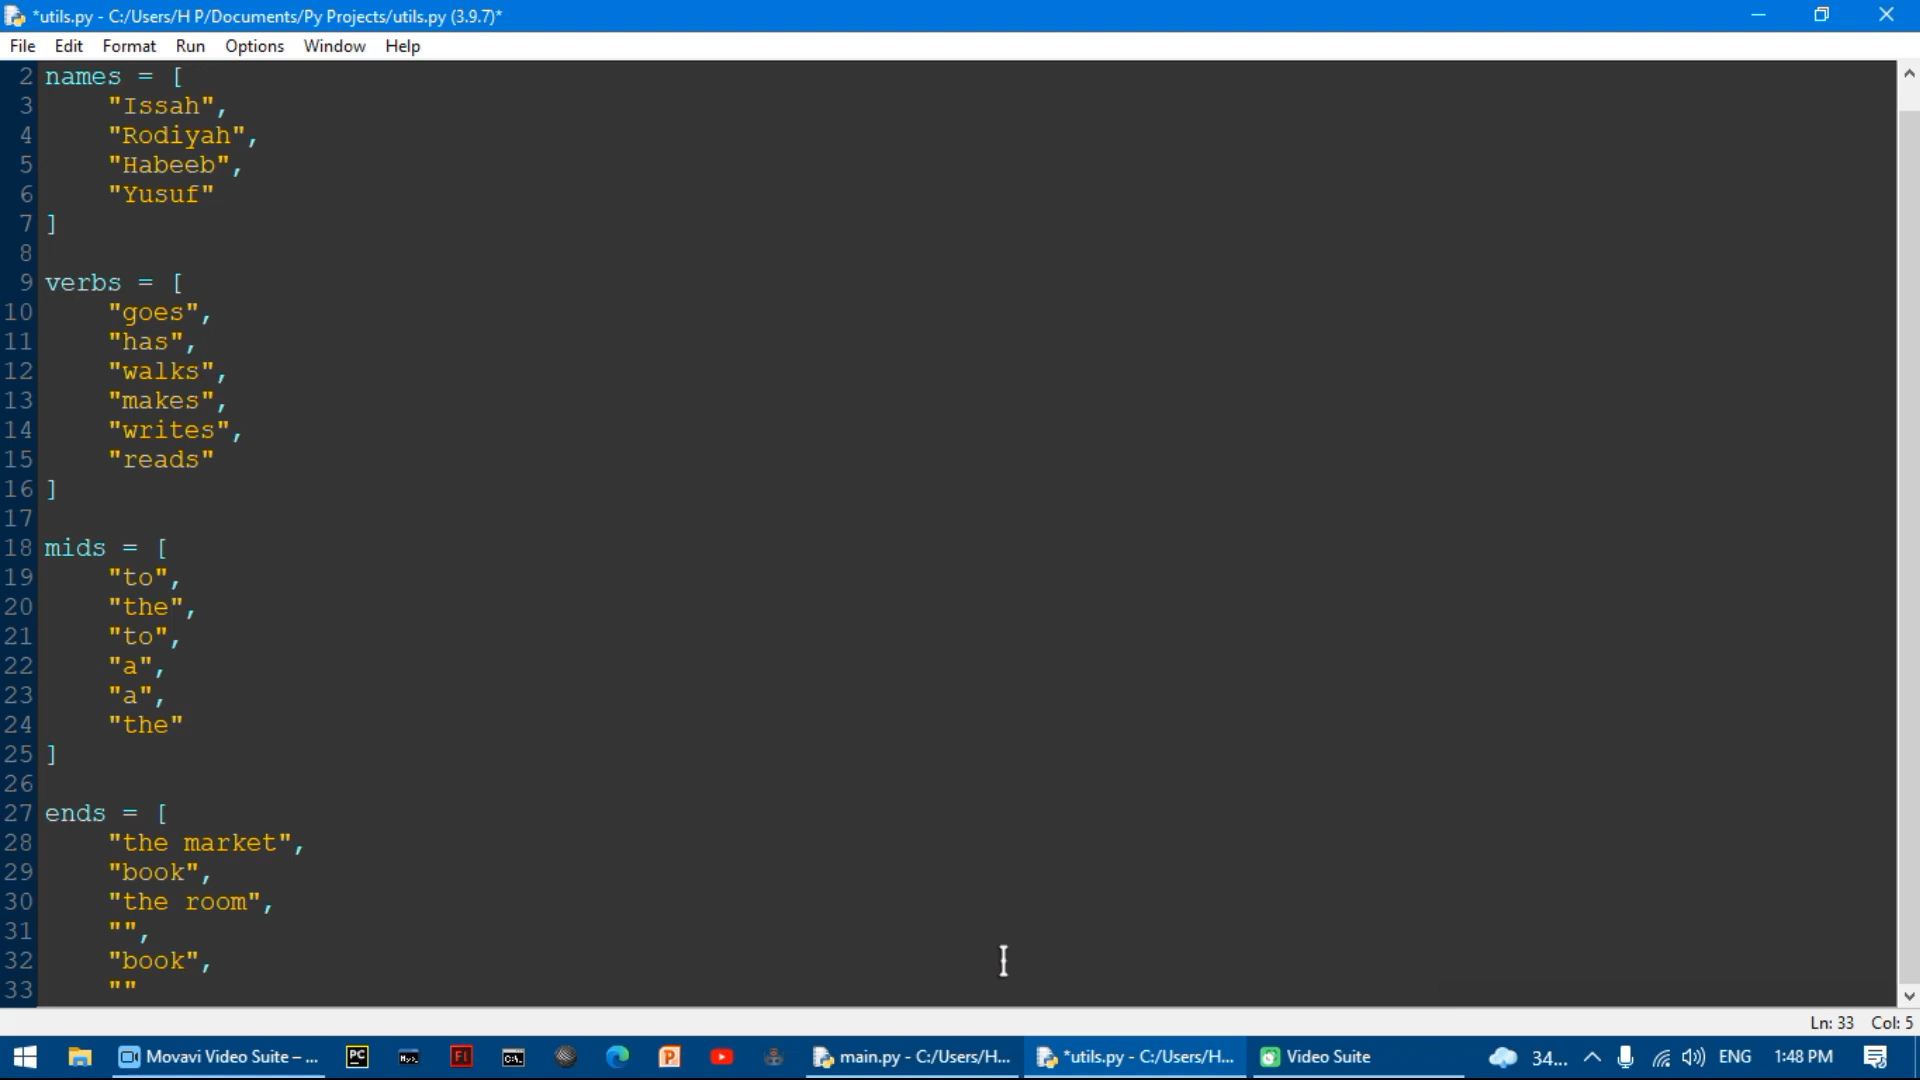 *utils.py - C:/Users/H P/Documents/Py Projects/utils.py (3.9.7)*
File Edit Format Run Options Window Help
2 names = [
3 "Issah",
4 "Rodiyah",
5 "Habeeb",
6 "Yusuf"
7 ]
8
9 verbs = [
10 "goes",
11 "has",
12 "walks",
13 "makes",
14 "writes",
15 "reads"
16 ]
17
18 mids = [
19 "to",
20 "the",
21 "to",
22 "a",
23 "a",
24 "the"
25 ]
26
27 ends = [
28 "the market",
29 "book",
30 "the room",
31 "",
32 "book",
33 ""
Ln: 33 Col: 5
Movavi Video Suite – ... PC Fl P main.py - C:/Users/H... *utils.py - C:/Users/H... Video Suite 34... ENG 1:48 PM